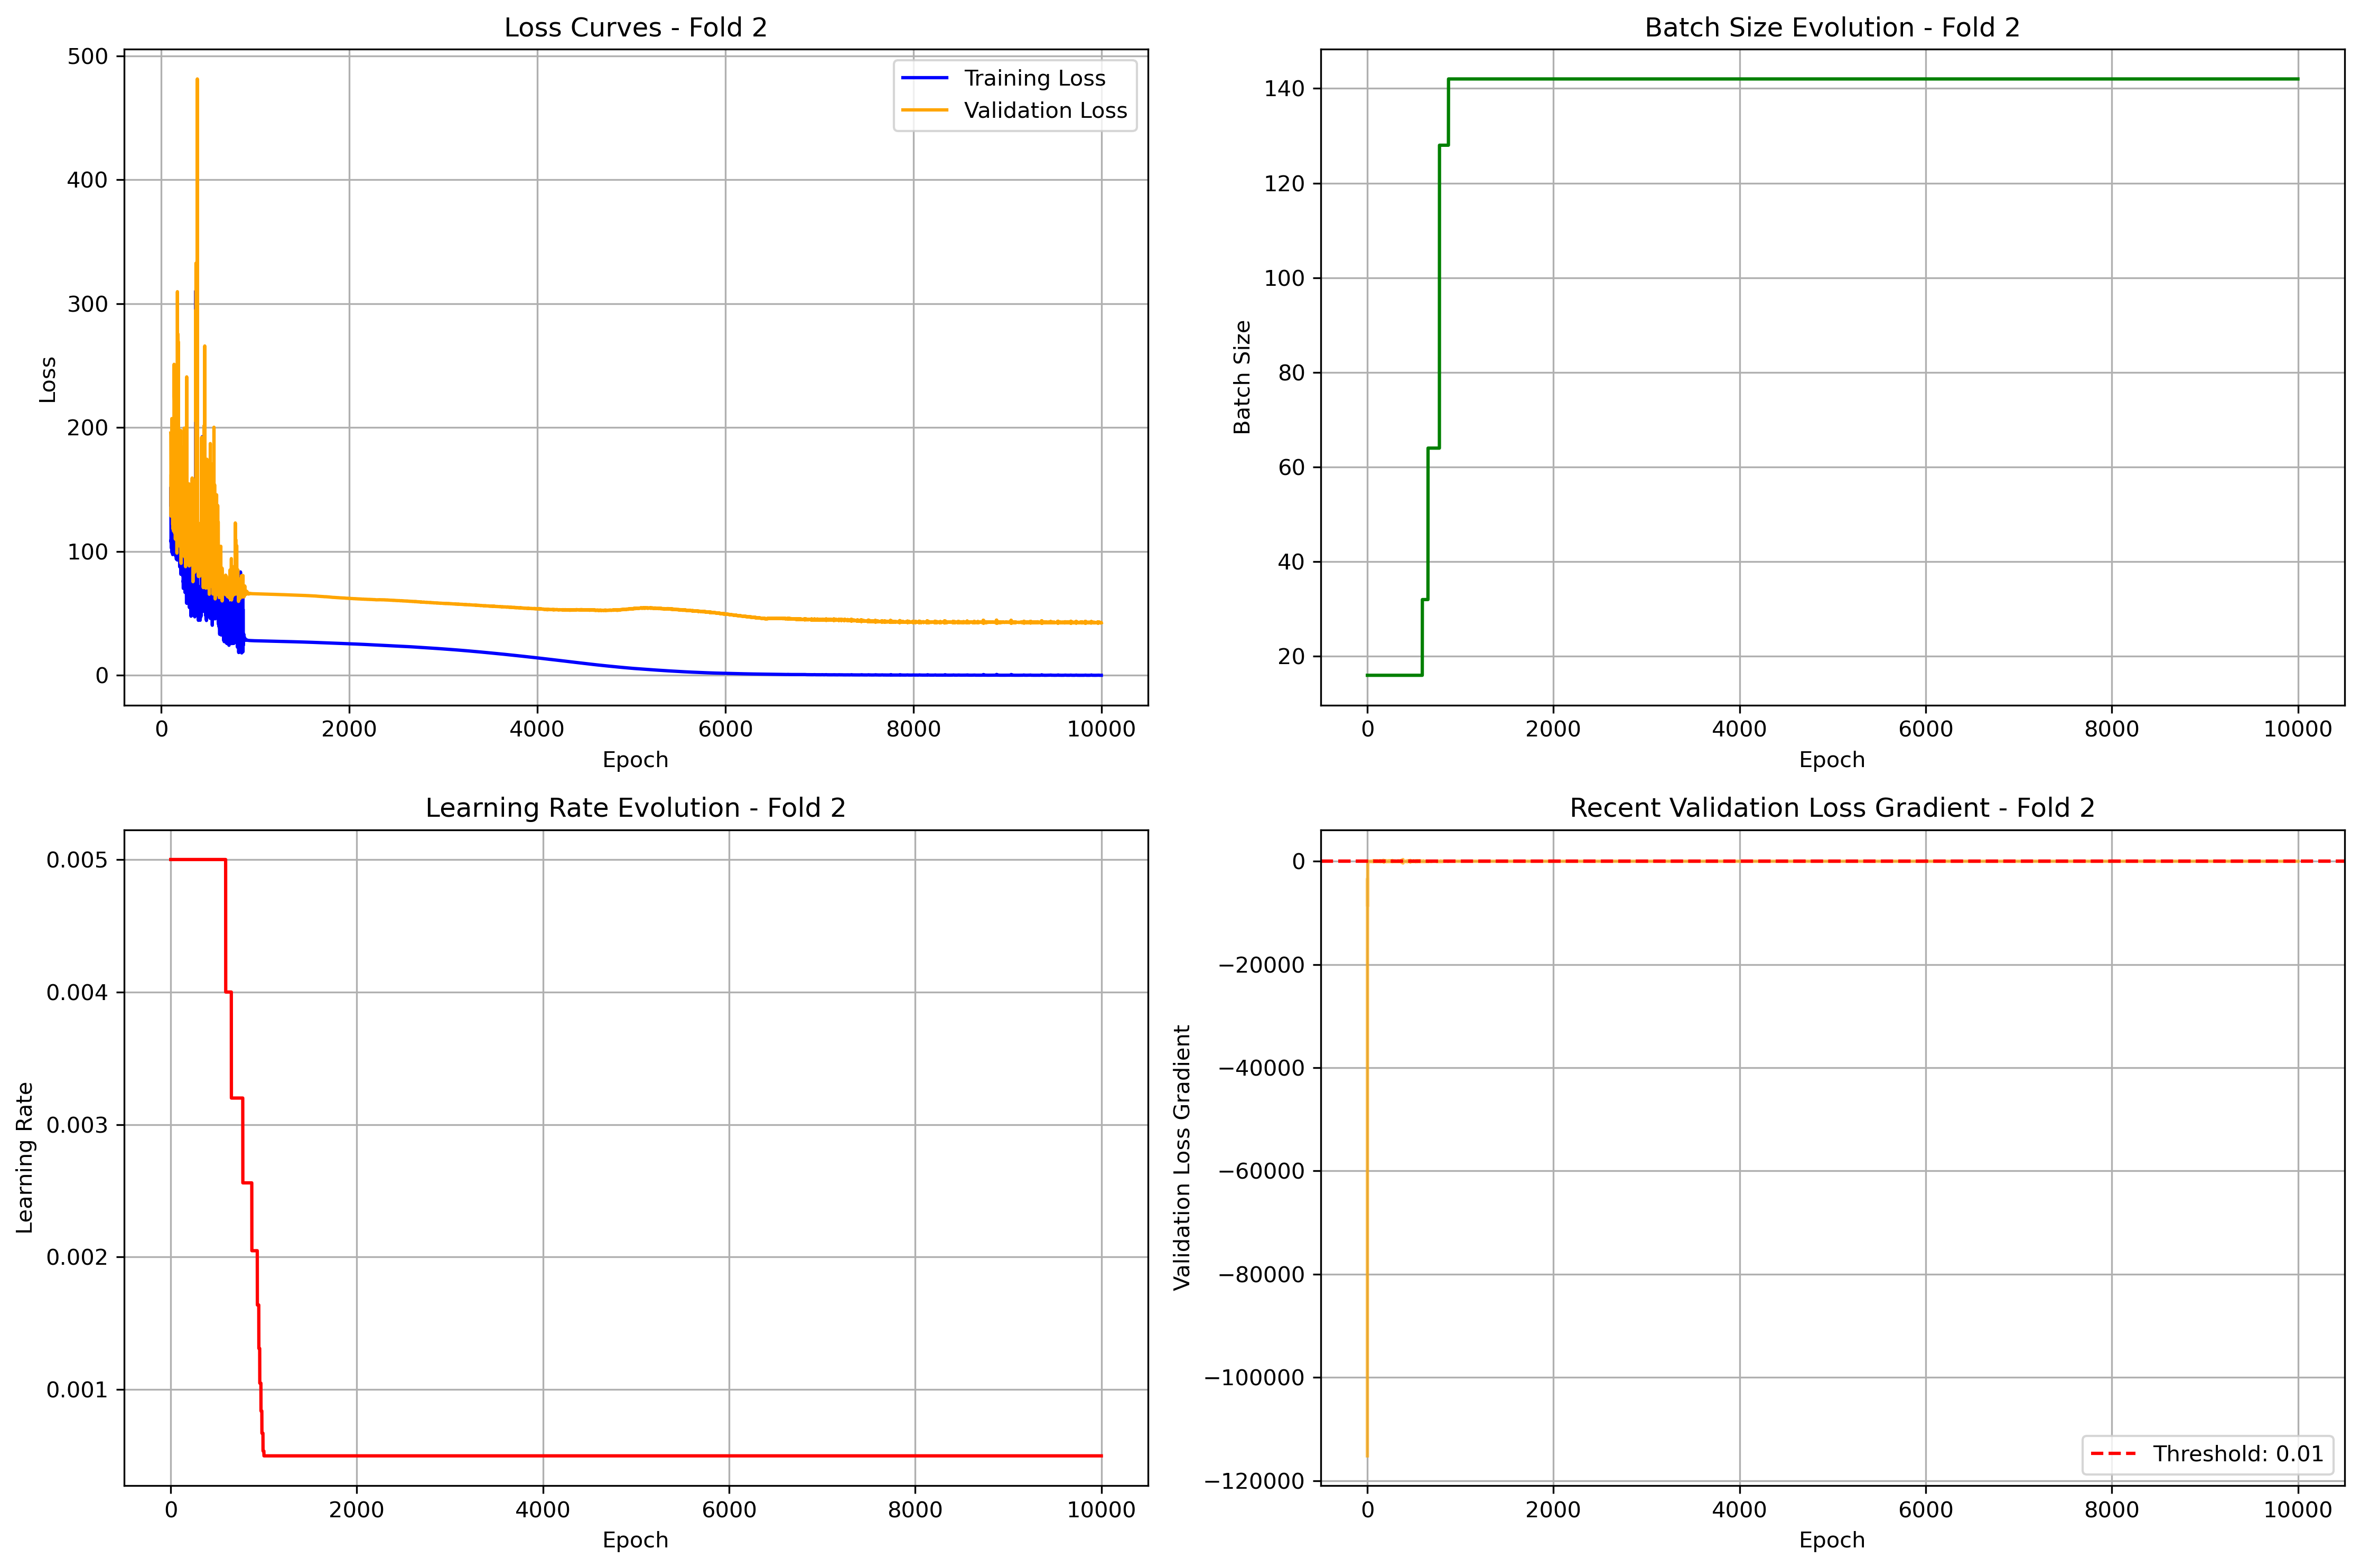 Loss Curves - Fold 2
500
400
300
200
100
0
Loss
Training Loss
Validation Loss
0 2000 4000 6000 8000 10000
Epoch
Batch Size Evolution - Fold 2
140
120
100
80
60
40
20
Batch Size
0 2000 4000 6000 8000 10000
Epoch
Learning Rate Evolution - Fold 2
0.005
0.004
0.003
0.002
0.001
Learning Rate
0 2000 4000 6000 8000 10000
Epoch
Recent Validation Loss Gradient - Fold 2
0
−20000
−40000
−60000
−80000
−100000
−120000
Validation Loss Gradient
Threshold: 0.01
0 2000 4000 6000 8000 10000
Epoch